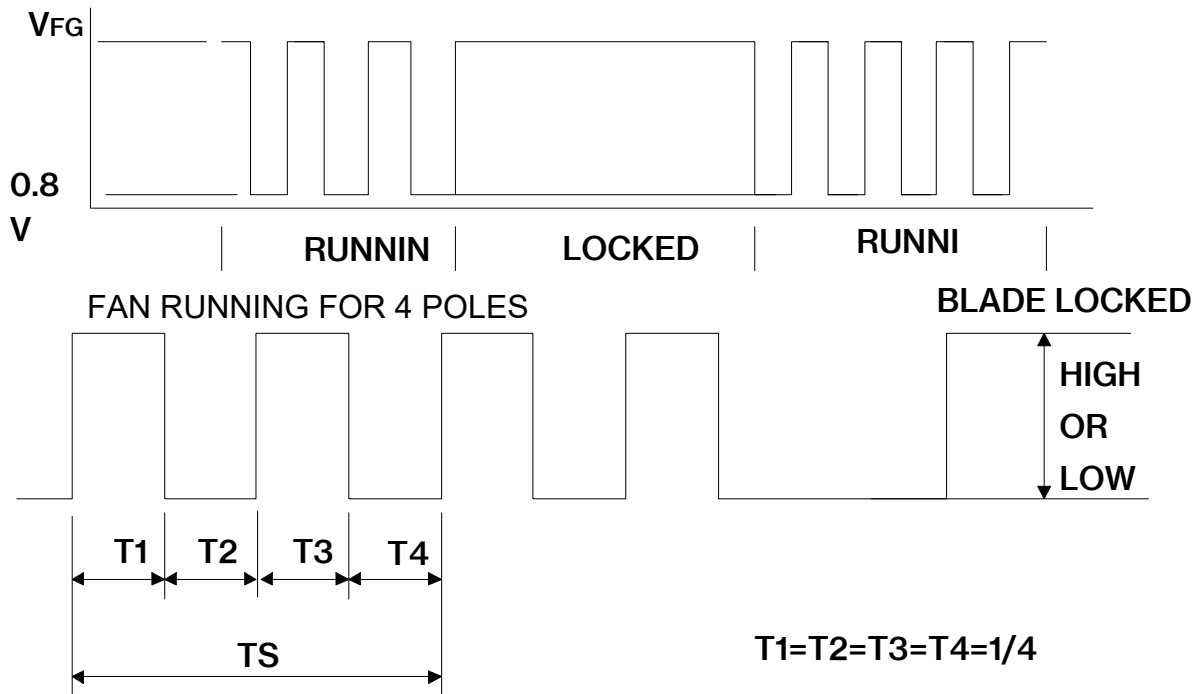 VFG
0.8
V
RUNNIN
LOCKED
RUNNI
FAN RUNNING FOR 4 POLES
BLADE LOCKED
HIGH
OR
LOW
T1
T2
T3
T4
TS
T1=T2=T3=T4=1/4